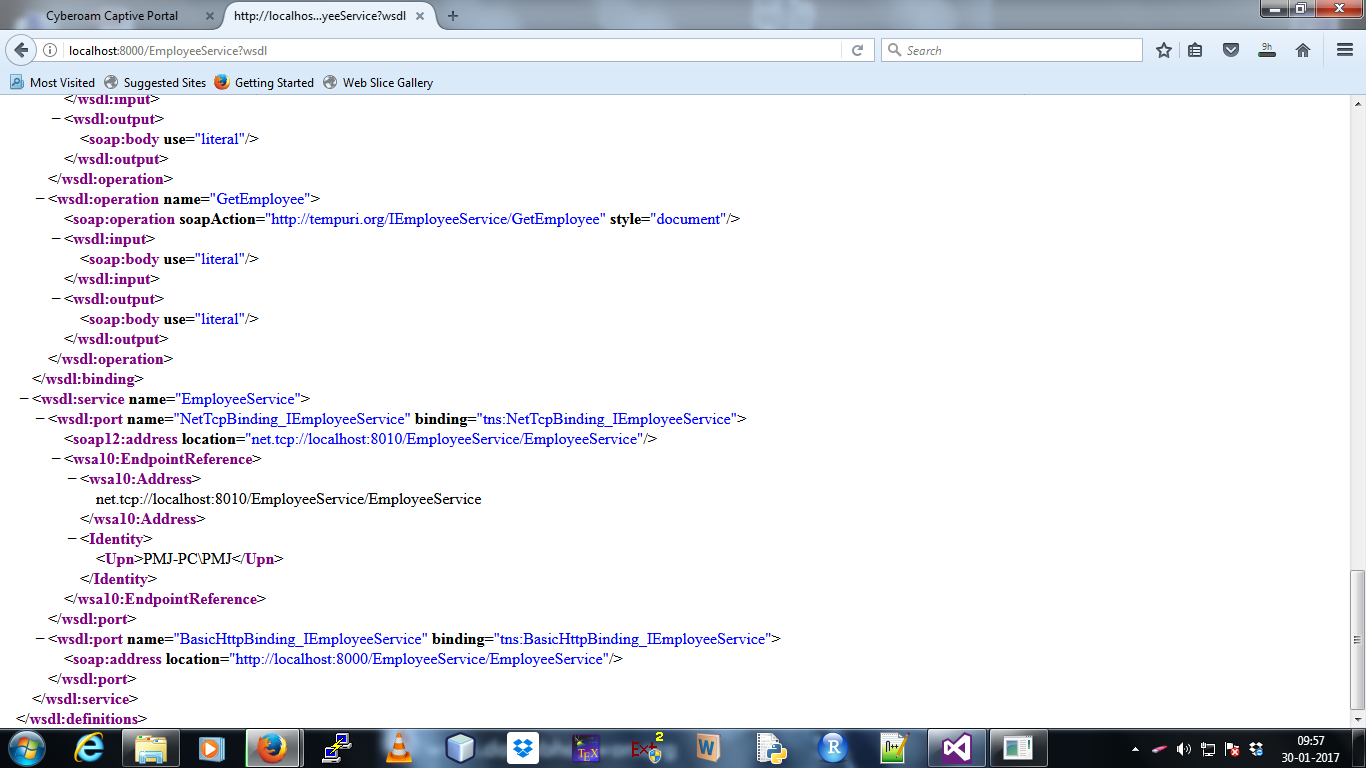 Cyberoam Captive Portal
http://localhos...yeeService?wsdl
localhost:8000/EmployeeService?wsdl
Search
9h
Most Visited
Suggested Sites
Getting Started
Web Slice Gallery
</wsdl:input>
−<wsdl:output>
<soap:body use="literal"/>
</wsdl:output>
</wsdl:operation>
−<wsdl:operation name="GetEmployee">
<soap:operation soapAction="http://tempuri.org/IEmployeeService/GetEmployee" style="document"/>
−<wsdl:input>
<soap:body use="literal"/>
</wsdl:input>
−<wsdl:output>
<soap:body use="literal"/>
</wsdl:output>
</wsdl:operation>
</wsdl:binding>
−<wsdl:service name="EmployeeService">
−<wsdl:port name="NetTcpBinding_IEmployeeService" binding="tns:NetTcpBinding_IEmployeeService">
<soap12:address location="net.tcp://localhost:8010/EmployeeService/EmployeeService"/>
−<wsa10:EndpointReference>
−<wsa10:Address>
net.tcp://localhost:8010/EmployeeService/EmployeeService
</wsa10:Address>
−<Identity>
<Upn>PMJ-PC\PMJ</Upn>
</Identity>
</wsa10:EndpointReference>
</wsdl:port>
−<wsdl:port name="BasicHttpBinding_IEmployeeService" binding="tns:BasicHttpBinding_IEmployeeService">
<soap:address location="http://localhost:8000/EmployeeService/EmployeeService"/>
</wsdl:port>
</wsdl:service>
</wsdl:definitions>
TEX
Ext2
W
R
09:57
30-01-2017